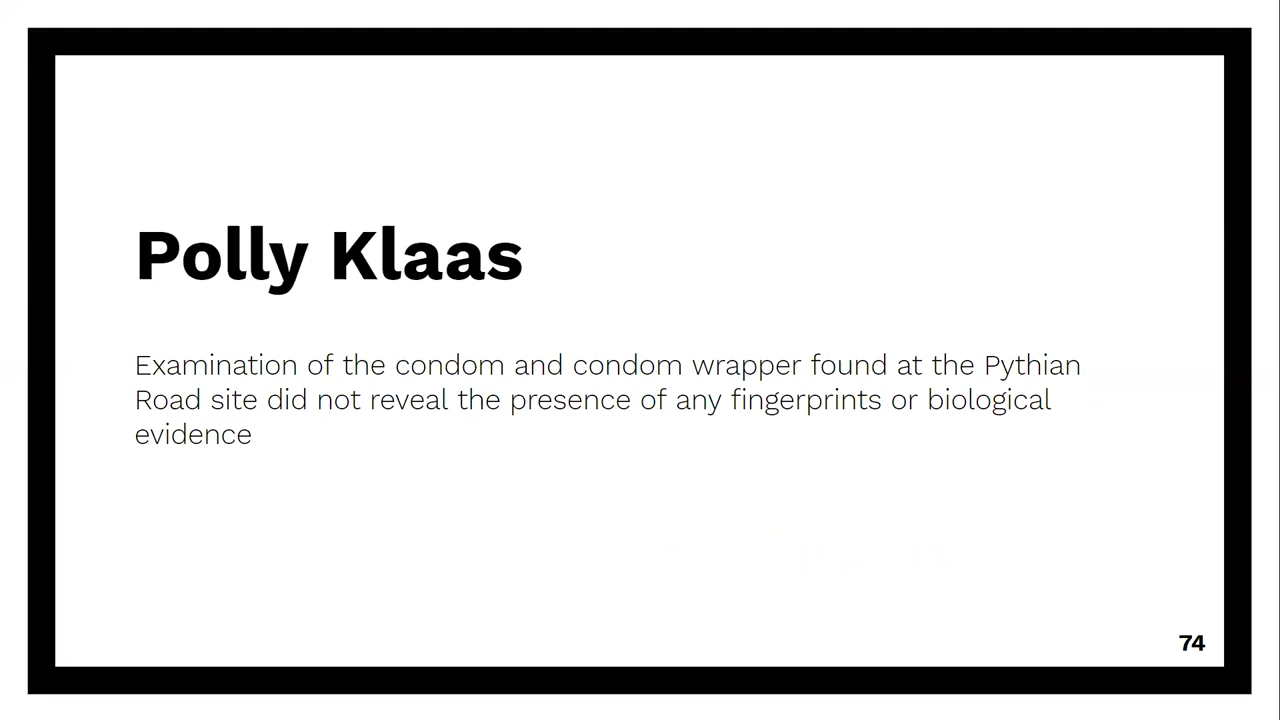 Polly Klaas
Examination of the condom and condom wrapper found at the Pythian
Road site did not reveal the presence of any fingerprints or biological
evidence
74